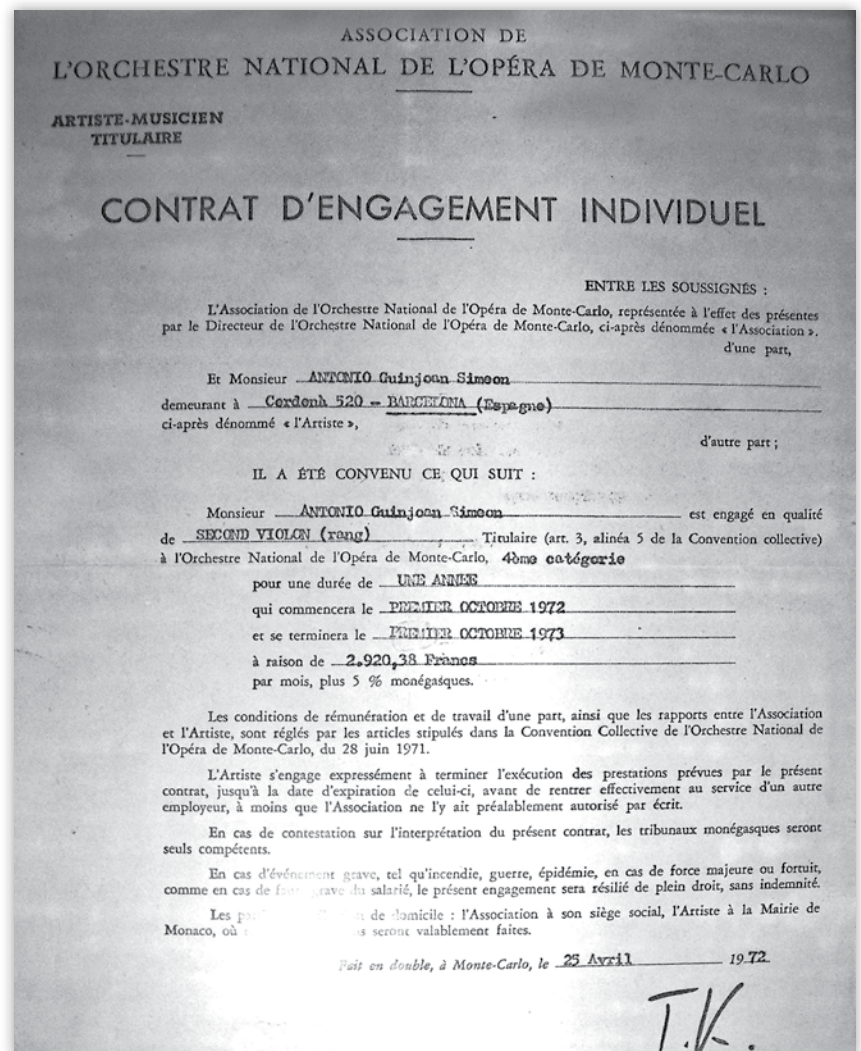 ASSOCIATION DE
L'ORCHESTRE NATIONAL DE L'OPÉRA DE MONTE-CARLO
ARTISTE-MUSICIEN
TITULAIRE
CONTRAT D'ENGAGEMENT INDIVIDUEL
ENTRE LES SOUSSIGNÉS :
L'Association de l'Orchestre National de l'Opéra de Monte-Carlo, représentée à l'effet des présentes
par le Directeur de l'Orchestre National de l'Opéra de Monte-Carlo, ci-après dénommée « l'Association ».
d'une part,
Et Monsieur ANTONIO Guinjoan Simeon
demeurant à Cerdenà 520 - BARCELONA (Espagne)
ci-après dénommé « l'Artiste »,
d'autre part ;
IL A ÉTÉ CONVENU CE QUI SUIT :
Monsieur ANTONIO Guinjoan Simeon est engagé en qualité
de SECOND VIOLON (rang) Titulaire (art. 3, alinéa 5 de la Convention collective)
à l'Orchestre National de l'Opéra de Monte-Carlo, 4ème catégorie
pour une durée de UNE ANNEE
qui commencera le PREMIER OCTOBRE 1972
et se terminera le PREMIER OCTOBRE 1973
à raison de 2.920,38 Francs
par mois, plus 5 % monégasques.
Les conditions de rémunération et de travail d'une part, ainsi que les rapports entre l'Association
et l'Artiste, sont réglés par les articles stipulés dans la Convention Collective de l'Orchestre National de
l'Opéra de Monte-Carlo, du 28 juin 1971.
L'Artiste s'engage expressément à terminer l'exécution des prestations prévues par le présent
contrat, jusqu'à la date d'expiration de celui-ci, avant de rentrer effectivement au service d'un autre
employeur, à moins que l'Association ne l'y ait préalablement autorisé par écrit.
En cas de contestation sur l'interprétation du présent contrat, les tribunaux monégasques seront
seuls compétents.
En cas d'événement grave, tel qu'incendie, guerre, épidémie, en cas de force majeure ou fortuit,
comme en cas de grave du salarié, le présent engagement sera résilié de plein droit, sans indemnité.
Les de domicile : l'Association à son siège social, l'Artiste à la Mairie de
Monaco, où seront valablement faites.
Fait en double, à Monte-Carlo, le 25 Avril 1972
T.K.